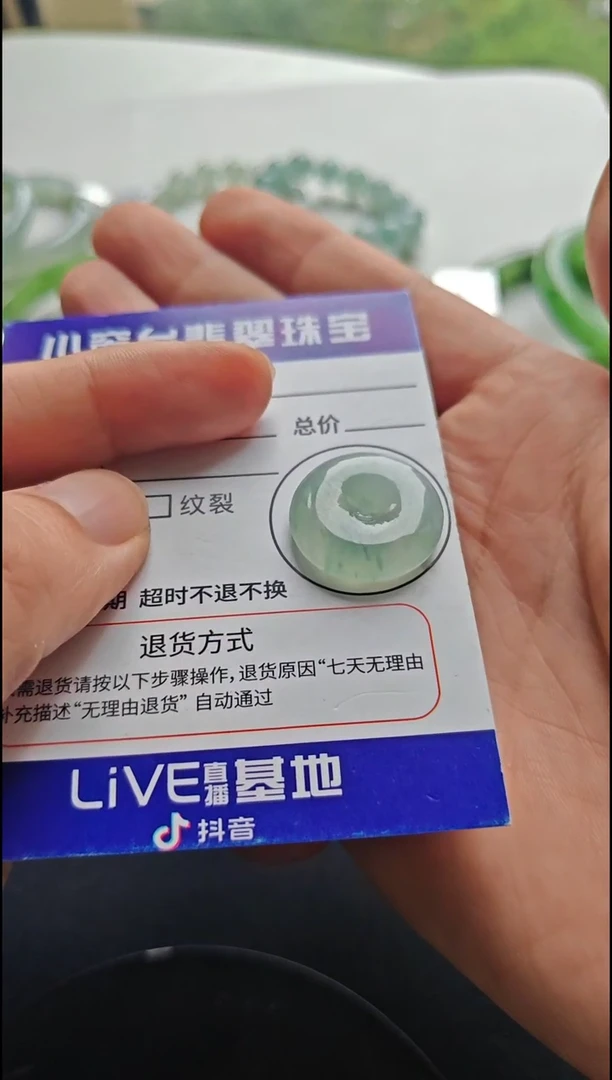 翡翠珠宝
总价
纹裂
期 超时不退不换
退货方式
需退货请按以下步骤操作,退货原因“七天无理由
补充描述“无理由退货” 自动通过
LiVE直播基地
抖音